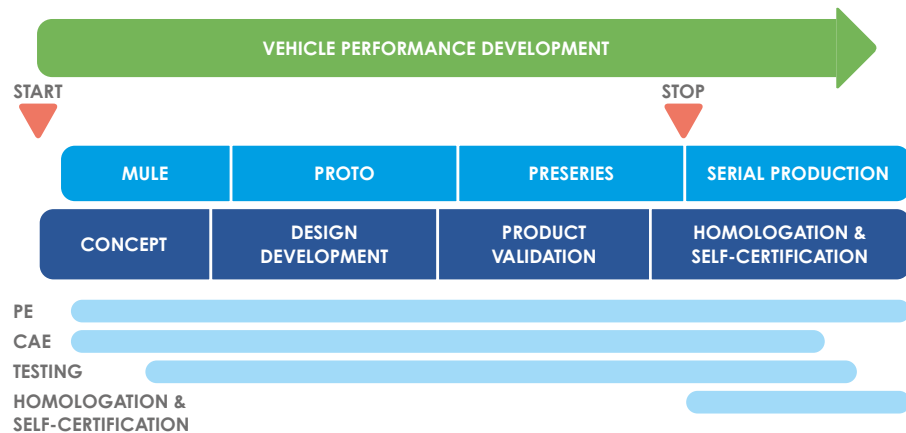 VEHICLE PERFORMANCE DEVELOPMENT
START
STOP
MULE
PROTO
PRESERIES
SERIAL PRODUCTION
CONCEPT
DESIGN
DEVELOPMENT
PRODUCT
VALIDATION
HOMOLOGATION &
SELF-CERTIFICATION
PE
CAE
TESTING
HOMOLOGATION &
SELF-CERTIFICATION